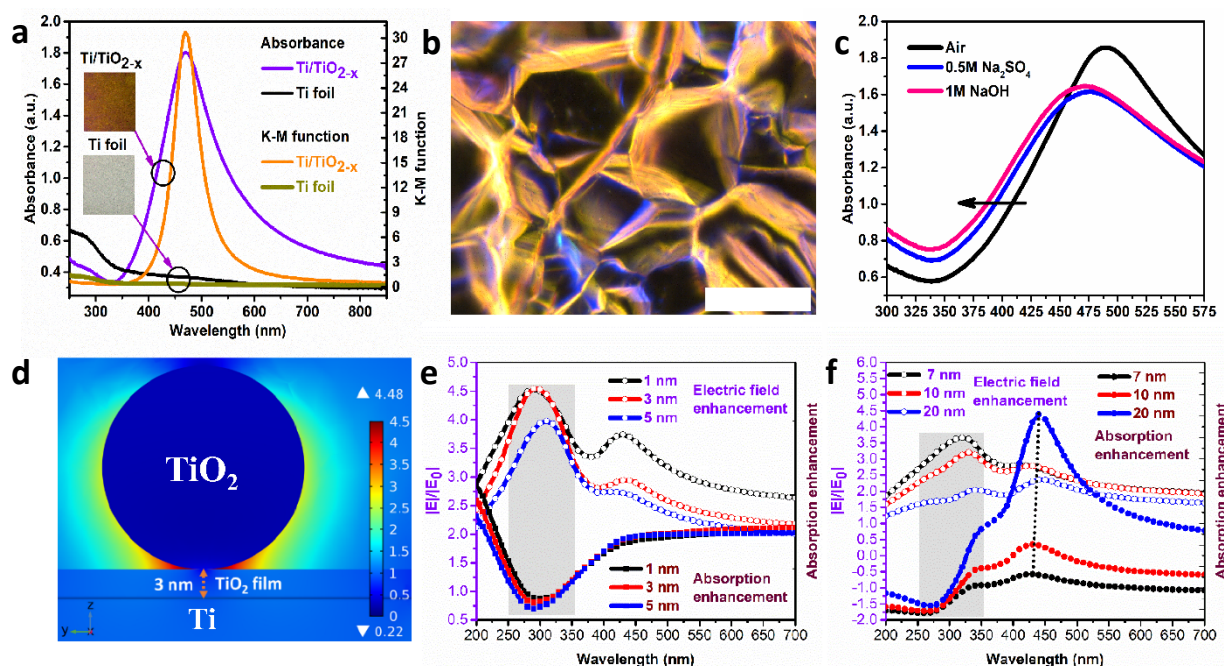 a
Absorbance (a.u.)
2.0
1.8
1.6
1.4
1.2
1.0
0.8
0.6
0.4
Ti/TiO2-x
Ti foil
Absorbance
Ti/TiO2-x
Ti foil
K-M function
Ti/TiO2-x
Ti foil
30
27
24
21
18
15
12
9
6
3
0
K-M function
300 400 500 600 700 800
Wavelength (nm)
b
c
Absorbance (a.u.)
2.0
1.8
1.6
1.4
1.2
1.0
0.8
0.6
Air
0.5M Na2SO4
1M NaOH
300 325 350 375 400 425 450 475 500 525 550 575
Wavelength (nm)
d
TiO2
3 nm
TiO2 film
Ti
z
y
4.48
4.5
4
3.5
3
2.5
2
1.5
1
0.5
0.22
e
|E|/|E0|
5.0
4.5
4.0
3.5
3.0
2.5
2.0
1.5
1.0
0.5
1 nm
3 nm
5 nm
Electric field
enhancement
1 nm
3 nm
5 nm
Absorption
enhancement
Absorption enhancement
200 250 300 350 400 450 500 550 600 650 700
Wavelength (nm)
f
|E|/|E0|
6.0
5.5
5.0
4.5
4.0
3.5
3.0
2.5
2.0
1.5
1.0
0.5
-0.0
-0.5
-1.0
-1.5
-2.0
7 nm
10 nm
20 nm
Electric field
enhancement
7 nm
10 nm
20 nm
Absorption
enhancement
Absorption enhancement
200 250 300 350 400 450 500 550 600 650 700
Wavelength (nm)